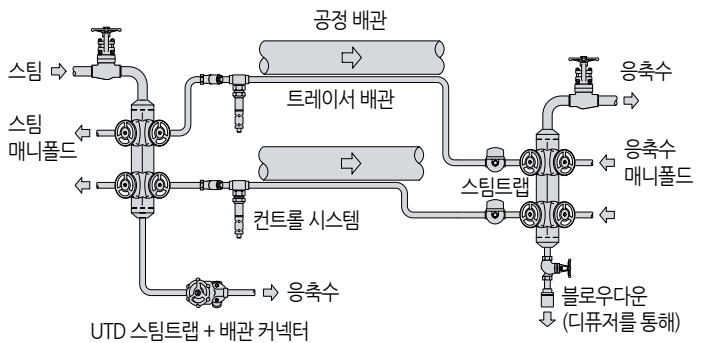 공정 배관
스팀
응축수
트레이서 배관
스팀
매니폴드
응축수
매니폴드
스팀트랩
컨트롤 시스템
응축수
블로우다운
(디퓨저를 통해)
UTD 스팀트랩 + 배관 커넥터